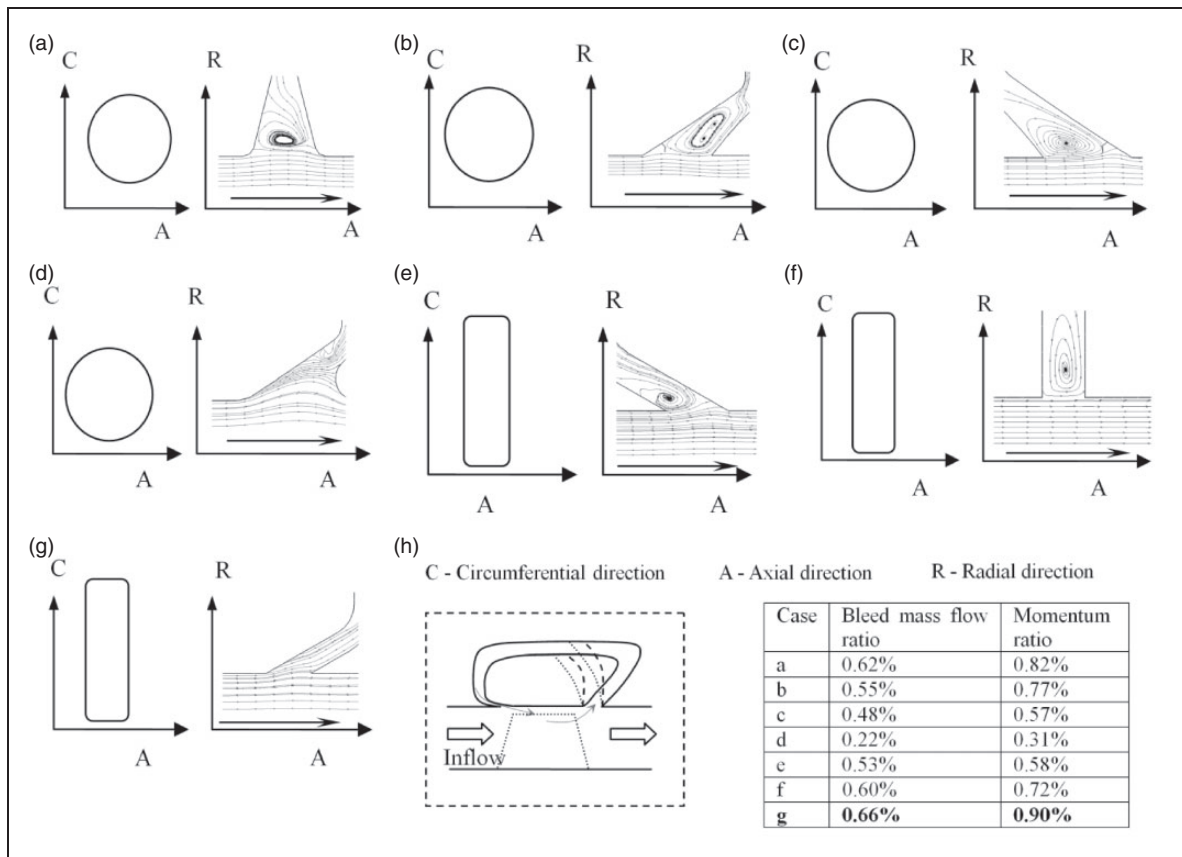 (a)
C
A
R
A
(b)
C
A
R
A
(c)
C
A
R
A
(d)
C
A
R
A
(e)
C
A
R
A
(f)
C
A
R
A
(g)
C
A
R
A
(h)
C - Circumferential direction A - Axial direction R - Radial direction
Inflow
Case Bleed mass flow ratio Momentum ratio
a 0.62% 0.82%
b 0.55% 0.77%
c 0.48% 0.57%
d 0.22% 0.31%
e 0.53% 0.58%
f 0.60% 0.72%
g 0.66% 0.90%